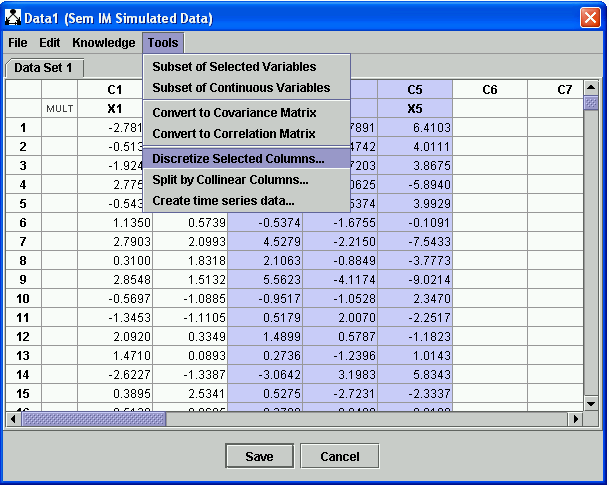 Data1 (Sem IM Simulated Data)
File Edit Knowledge Tools
Subset of Selected Variables
Subset of Continuous Variables
Convert to Covariance Matrix
Convert to Correlation Matrix
Discretize Selected Columns...
Split by Collinear Columns...
Create time series data...
Data Set 1
C1 C5 C6 C7
MULT X1 X5
1 -2.781 7891 6.4103
2 -0.513 4742 4.0111
3 -1.924 7203 3.8675
4 2.775 0625 -5.8940
5 -0.543 5374 3.9929
6 1.1350 0.5739 -0.5374 -1.6755 -0.1091
7 2.7903 2.0993 4.5279 -2.2150 -7.5433
8 0.3100 1.8318 2.1063 -0.8849 -3.7773
9 2.8548 1.5132 5.5623 -4.1174 -9.0214
10 -0.5697 -1.0885 -0.9517 -1.0528 2.3470
11 -1.3453 -1.1105 0.5179 2.0070 -2.2517
12 2.0920 0.3349 1.4899 0.5787 -1.1823
13 1.4710 0.0893 0.2736 -1.2396 1.0143
14 -2.6227 -1.3387 -3.0642 3.1983 5.8343
15 0.3895 2.5341 0.5275 -2.7231 -2.3337
Save Cancel